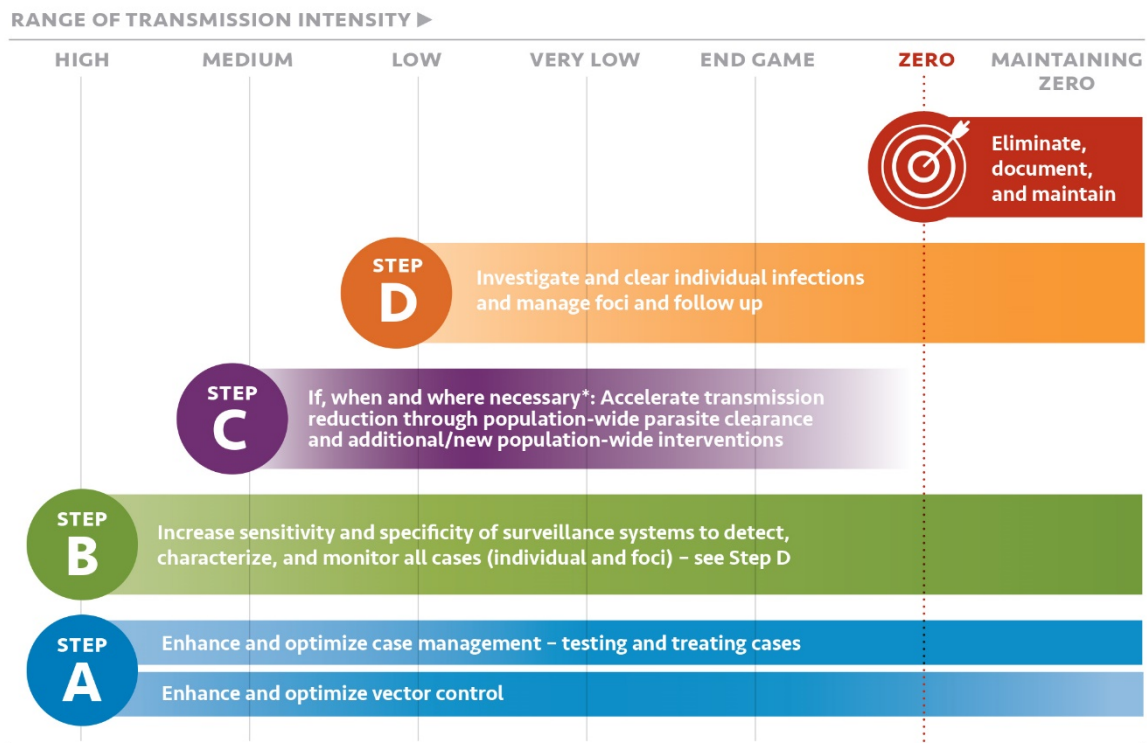 RANGE OF TRANSMISSION INTENSITY ▶
HIGH
MEDIUM
LOW
VERY LOW
END GAME
ZERO
MAINTAINING
ZERO
Eliminate,
document,
and maintain
STEP
D
Investigate and clear individual infections
and manage foci and follow up
STEP
C
If, when and where necessary*: Accelerate transmission
reduction through population-wide parasite clearance
and additional/new population-wide interventions
STEP
B
Increase sensitivity and specificity of surveillance systems to detect,
characterize, and monitor all cases (individual and foci) – see Step D
STEP
A
Enhance and optimize case management – testing and treating cases
Enhance and optimize vector control